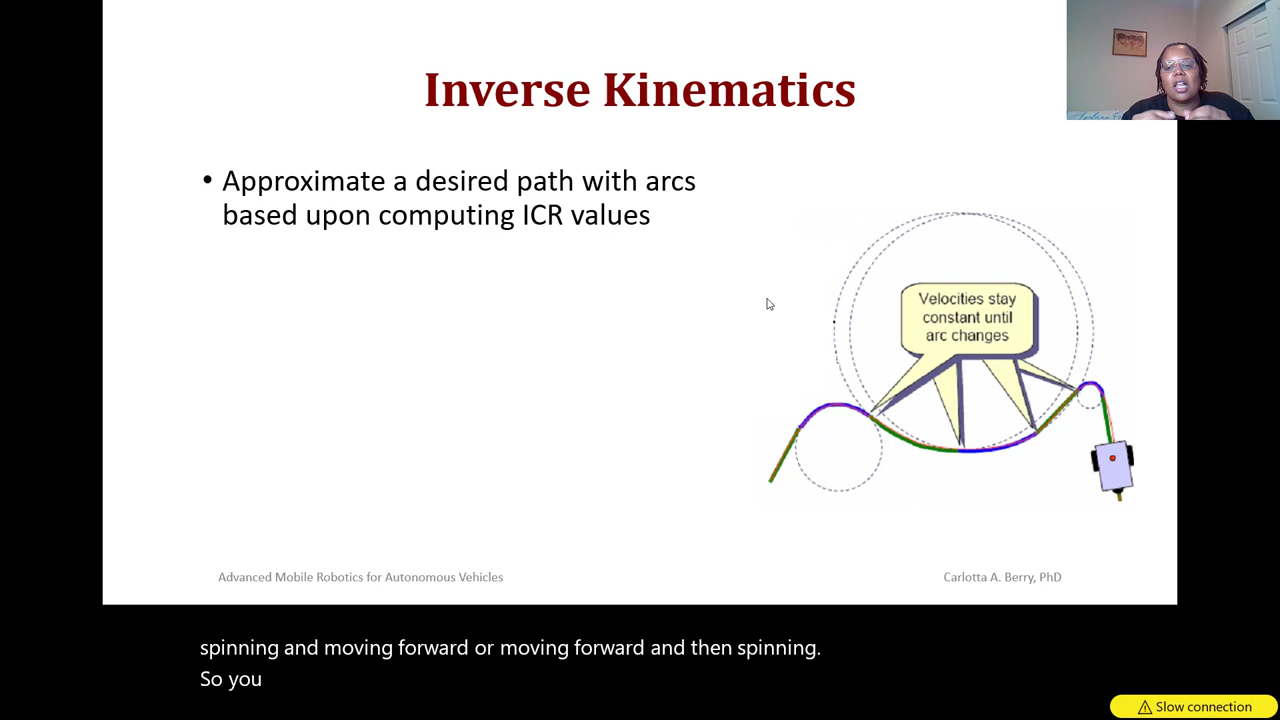 Inverse Kinematics
• Approximate a desired path with arcs
based upon computing ICR values
Velocities stay
constant until
arc changes
Advanced Mobile Robotics for Autonomous Vehicles
Carlotta A. Berry, PhD
spinning and moving forward or moving forward and then spinning.
So you
Slow connection